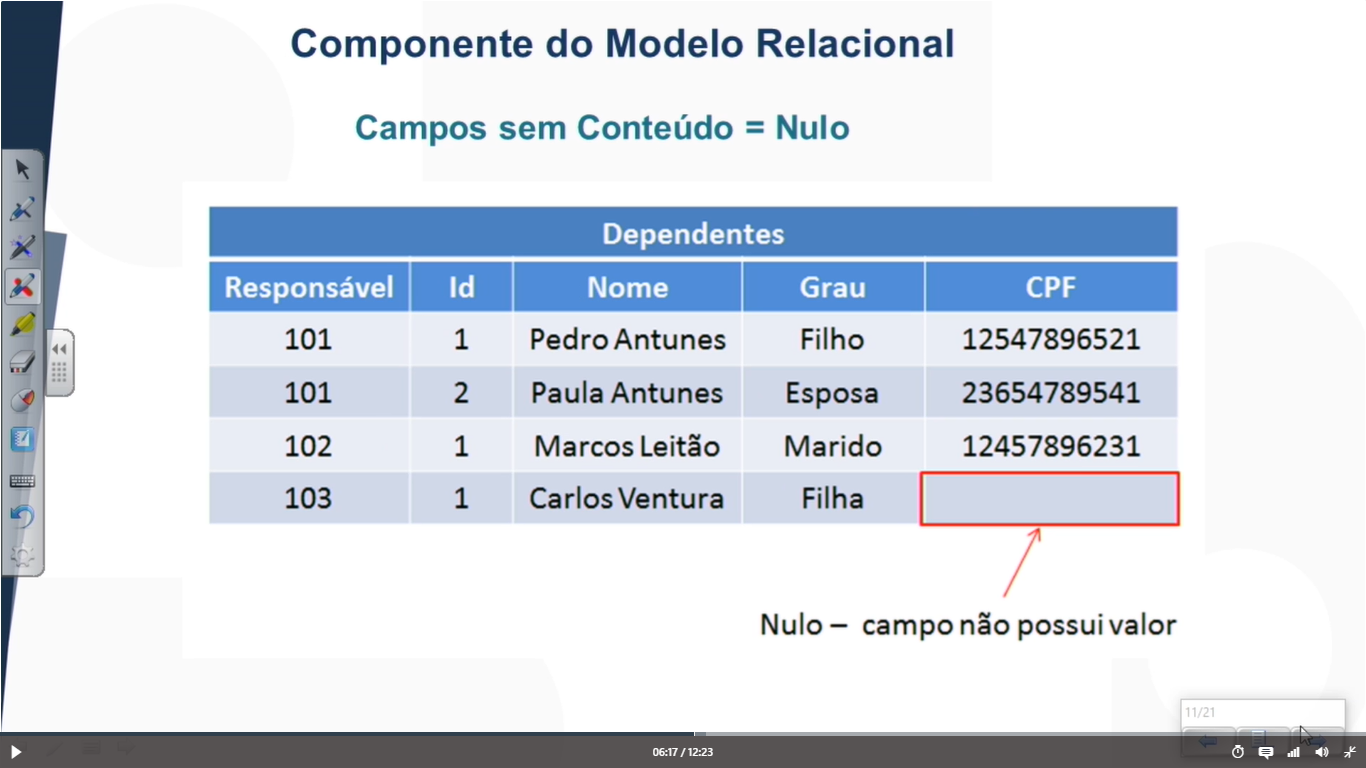 Componente do Modelo Relacional
Campos sem Conteúdo = Nulo
Dependentes
Responsável Id Nome Grau CPF
101 1 Pedro Antunes Filho 12547896521
101 2 Paula Antunes Esposa 23654789541
102 1 Marcos Leitão Marido 12457896231
103 1 Carlos Ventura Filha
Nulo – campo não possui valor
11/21
06:17 / 12:23